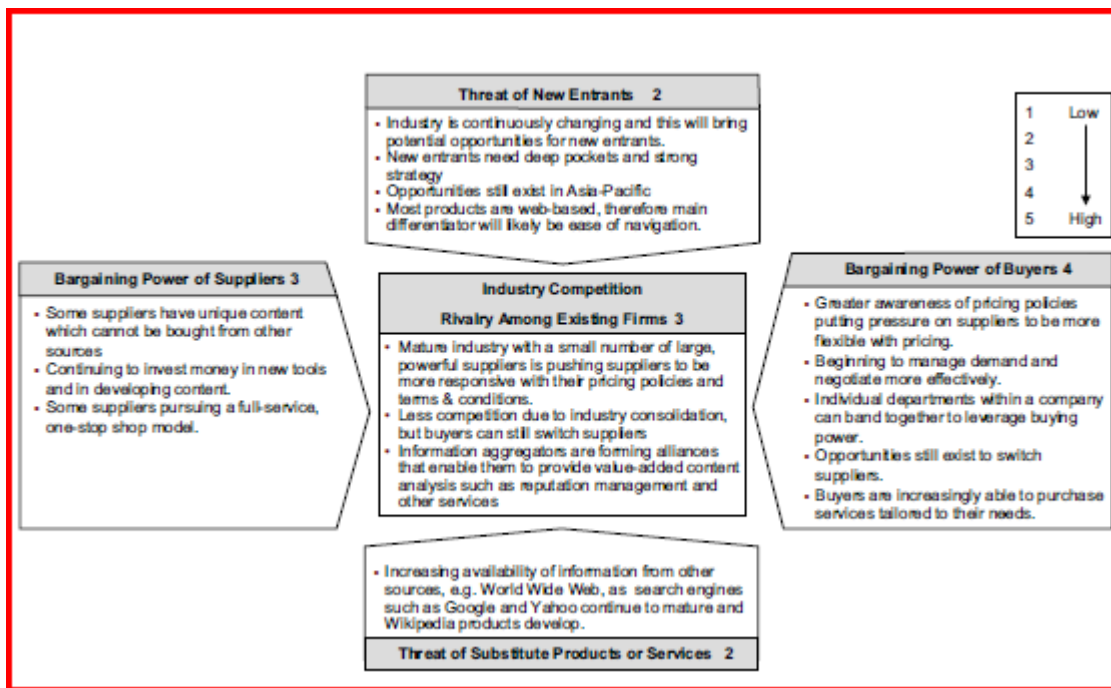 Threat of New Entrants 2
▪ Industry is continuously changing and this will bring
potential opportunities for new entrants.
▪ New entrants need deep pockets and strong
strategy
▪ Opportunities still exist in Asia-Pacific
▪ Most products are web-based, therefore main
differentiator will likely be ease of navigation.
1 Low
2
3
4
5 High
Bargaining Power of Suppliers 3
▪ Some suppliers have unique content
which cannot be bought from other
sources
▪ Continuing to invest money in new tools
and in developing content.
▪ Some suppliers pursuing a full-service,
one-stop shop model.
Industry Competition
Rivalry Among Existing Firms 3
▪ Mature industry with a small number of large,
powerful suppliers is pushing suppliers to be
more responsive with their pricing policies and
terms & conditions.
▪ Less competition due to industry consolidation,
but buyers can still switch suppliers
▪ Information aggregators are forming alliances
that enable them to provide value-added content
analysis such as reputation management and
other services
Bargaining Power of Buyers 4
▪ Greater awareness of pricing policies
putting pressure on suppliers to be more
flexible with pricing.
▪ Beginning to manage demand and
negotiate more effectively.
▪ Individual departments within a company
can band together to leverage buying
power.
▪ Opportunities still exist to switch
suppliers.
▪ Buyers are increasingly able to purchase
services tailored to their needs.
▪ Increasing availability of information from other
sources, e.g. World Wide Web, as search engines
such as Google and Yahoo continue to mature and
Wikipedia products develop.
Threat of Substitute Products or Services 2